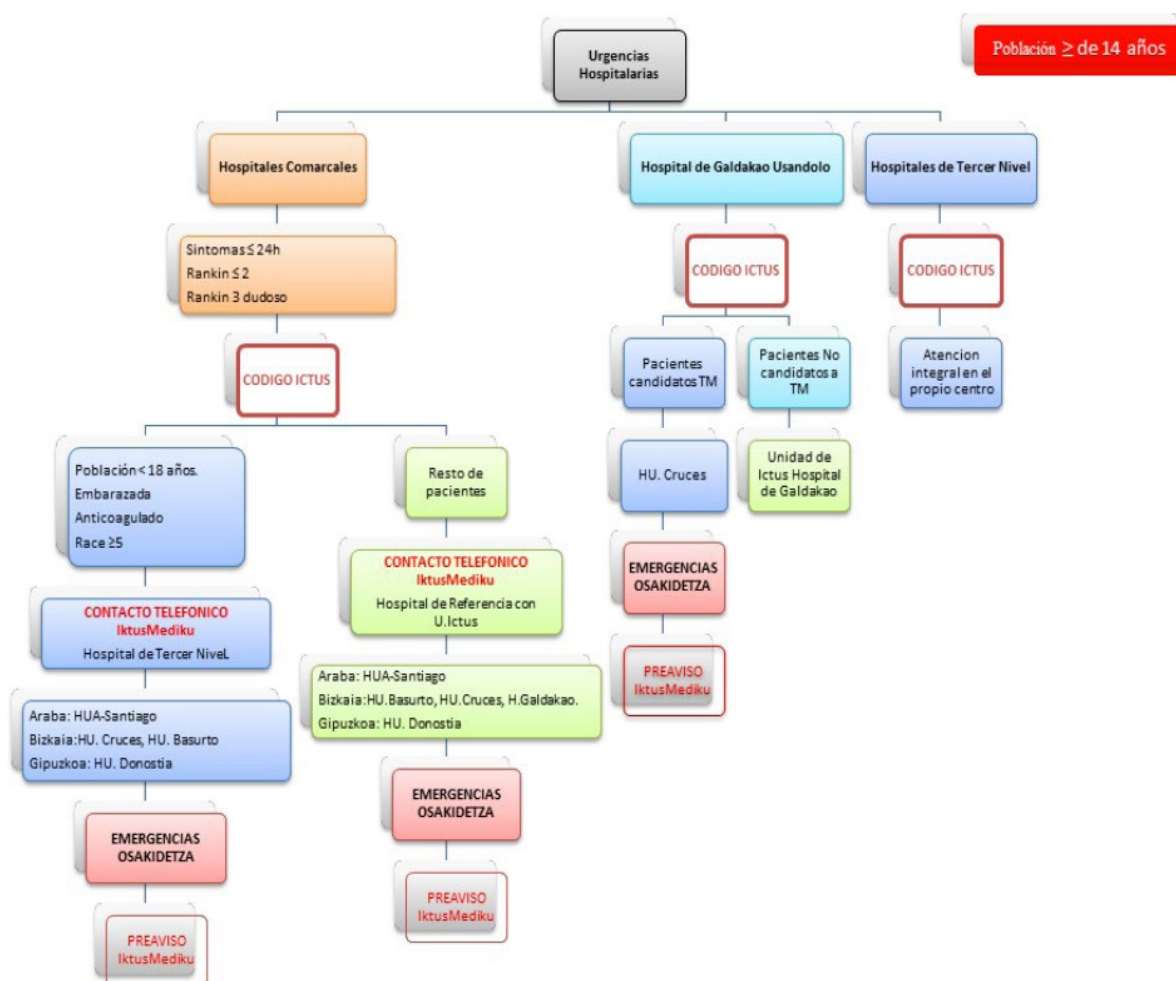 Urgencias
Hospitalarias
Población ≥ de 14 años
Hospitales Comarcales
Hospital de Galdakao Usandolo
Hospitales de Tercer Nivel
Sintomas ≤ 24h
Rankin ≤ 2
Rankin 3 dudoso
CODIGO ICTUS
CODIGO ICTUS
CODIGO ICTUS
Pacientes
candidatos TM
Pacientes No
candidatos a
TM
Atencion
integral en el
propio centro
Población < 18 años.
Embarazada
Anticoagulado
Race ≥5
Resto de
pacientes
HU. Cruces
Unidad de
Ictus Hospital
de Galdakao
CONTACTO TELEFONICO
IktusMediku
Hospital de Tercer NiveL
CONTACTO TELEFONICO
IktusMediku
Hospital de Referencia con
U.Ictus
EMERGENCIAS
OSAKIDETZA
PREAVISO
IktusMediku
Araba: HUA-Santiago
Bizkaia:HU. Cruces, HU. Basurto
Gipuzkoa: HU. Donostia
Araba: HUA-Santiago
Bizkaia:HU.Basurto, HU.Cruces, H.Galdakao.
Gipuzkoa: HU. Donostia
EMERGENCIAS
OSAKIDETZA
EMERGENCIAS
OSAKIDETZA
PREAVISO
IktusMediku
PREAVISO
IktusMediku